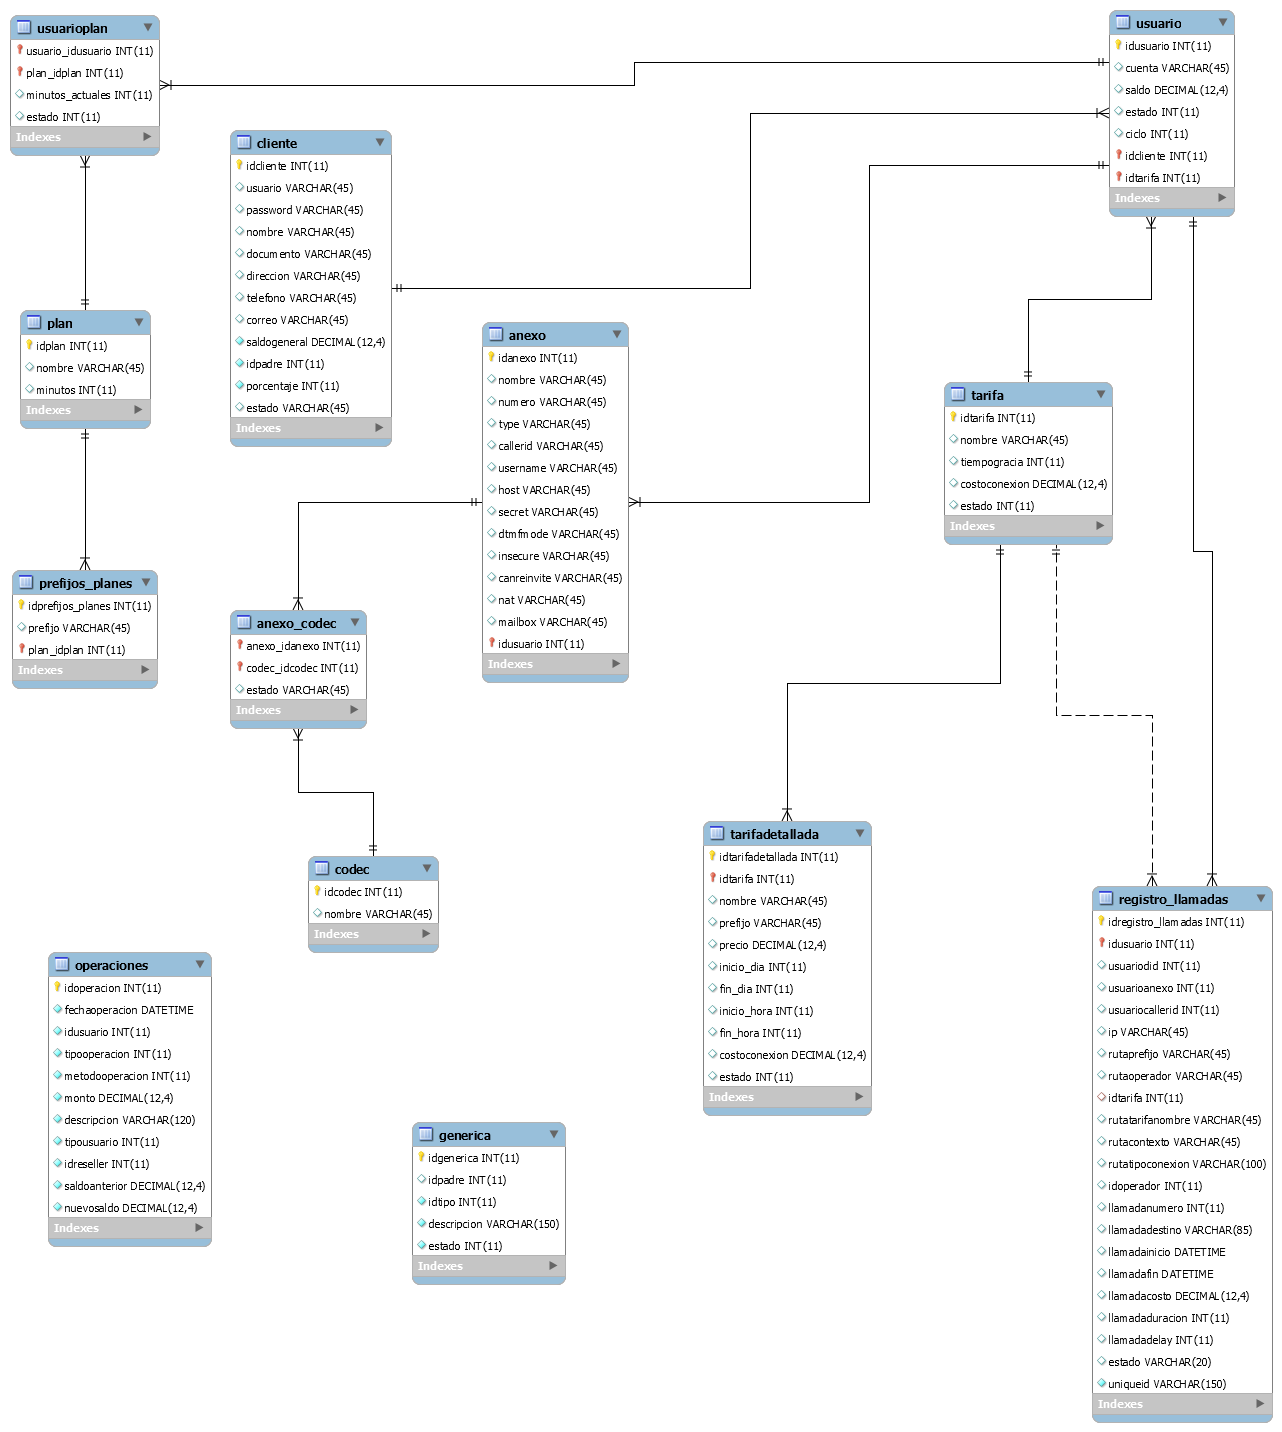 usuarioplan
usuario_idusuario INT(11)
plan_idplan INT(11)
minutos_actuales INT(11)
estado INT(11)
Indexes
usuario
idusuario INT(11)
cuenta VARCHAR(45)
saldo DECIMAL(12,4)
estado INT(11)
ciclo INT(11)
idcliente INT(11)
idtarifa INT(11)
Indexes
cliente
idcliente INT(11)
usuario VARCHAR(45)
password VARCHAR(45)
nombre VARCHAR(45)
documento VARCHAR(45)
direccion VARCHAR(45)
telefono VARCHAR(45)
correo VARCHAR(45)
saldogeneral DECIMAL(12,4)
idpadre INT(11)
porcentaje INT(11)
estado VARCHAR(45)
Indexes
plan
idplan INT(11)
nombre VARCHAR(45)
minutos INT(11)
Indexes
anexo
idanexo INT(11)
nombre VARCHAR(45)
numero VARCHAR(45)
type VARCHAR(45)
callerid VARCHAR(45)
username VARCHAR(45)
host VARCHAR(45)
secret VARCHAR(45)
dtmfmode VARCHAR(45)
insecure VARCHAR(45)
canreinvite VARCHAR(45)
nat VARCHAR(45)
mailbox VARCHAR(45)
idusuario INT(11)
Indexes
tarifa
idtarifa INT(11)
nombre VARCHAR(45)
tiempogracia INT(11)
costoconexion DECIMAL(12,4)
estado INT(11)
Indexes
prefijos_planes
idprefijos_planes INT(11)
prefijo VARCHAR(45)
plan_idplan INT(11)
Indexes
anexo_codec
anexo_idanexo INT(11)
codec_idcodec INT(11)
estado VARCHAR(45)
Indexes
codec
idcodec INT(11)
nombre VARCHAR(45)
Indexes
tarifadetallada
idtarifadetallada INT(11)
idtarifa INT(11)
nombre VARCHAR(45)
prefijo VARCHAR(45)
precio DECIMAL(12,4)
inicio_dia INT(11)
fin_dia INT(11)
inicio_hora INT(11)
fin_hora INT(11)
costoconexion DECIMAL(12,4)
estado INT(11)
Indexes
registro_llamadas
idregistro_llamadas INT(11)
idusuario INT(11)
usuariodid INT(11)
usuarioanexo INT(11)
usuariocallerid INT(11)
ip VARCHAR(45)
rutaprefijo VARCHAR(45)
rutaoperador VARCHAR(45)
idtarifa INT(11)
rutatarifanombre VARCHAR(45)
rutacontexto VARCHAR(45)
rutatipoconexion VARCHAR(100)
idoperador INT(11)
llamadanumero INT(11)
llamadadestino VARCHAR(85)
llamadainicio DATETIME
llamadafin DATETIME
llamadacosto DECIMAL(12,4)
llamadaduracion INT(11)
llamadadelay INT(11)
estado VARCHAR(20)
uniqueid VARCHAR(150)
Indexes
operaciones
idoperacion INT(11)
fechaoperacion DATETIME
idusuario INT(11)
tipooperacion INT(11)
metodooperacion INT(11)
monto DECIMAL(12,4)
descripcion VARCHAR(120)
tipousuario INT(11)
idreseller INT(11)
saldoanterior DECIMAL(12,4)
nuevosaldo DECIMAL(12,4)
Indexes
generica
idgenerica INT(11)
idpadre INT(11)
idtipo INT(11)
descripcion VARCHAR(150)
estado INT(11)
Indexes